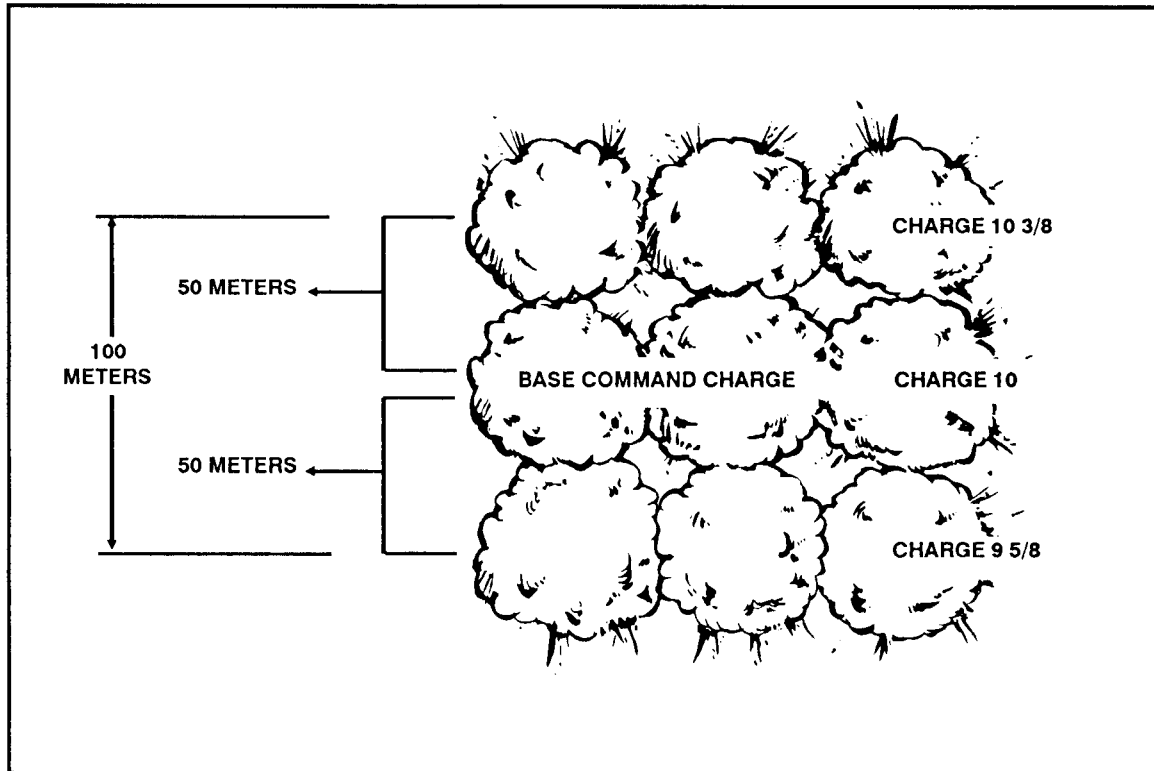 CHARGE 10 3/8
50 METERS
100
METERS
BASE COMMAND CHARGE
CHARGE 10
50 METERS
CHARGE 9 5/8